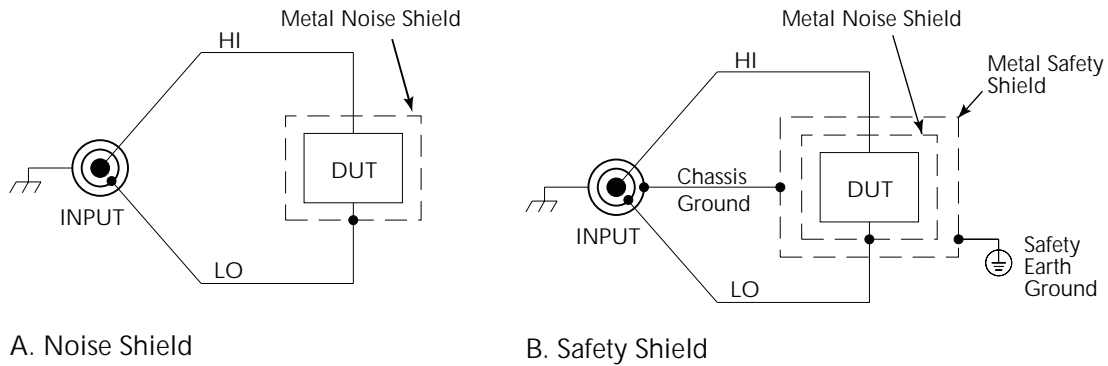 Metal Noise Shield
HI
DUT
INPUT
LO
A. Noise Shield
Metal Noise Shield
HI
Metal Safety
Shield
Chassis
Ground
DUT
INPUT
LO
Safety
Earth
Ground
B. Safety Shield